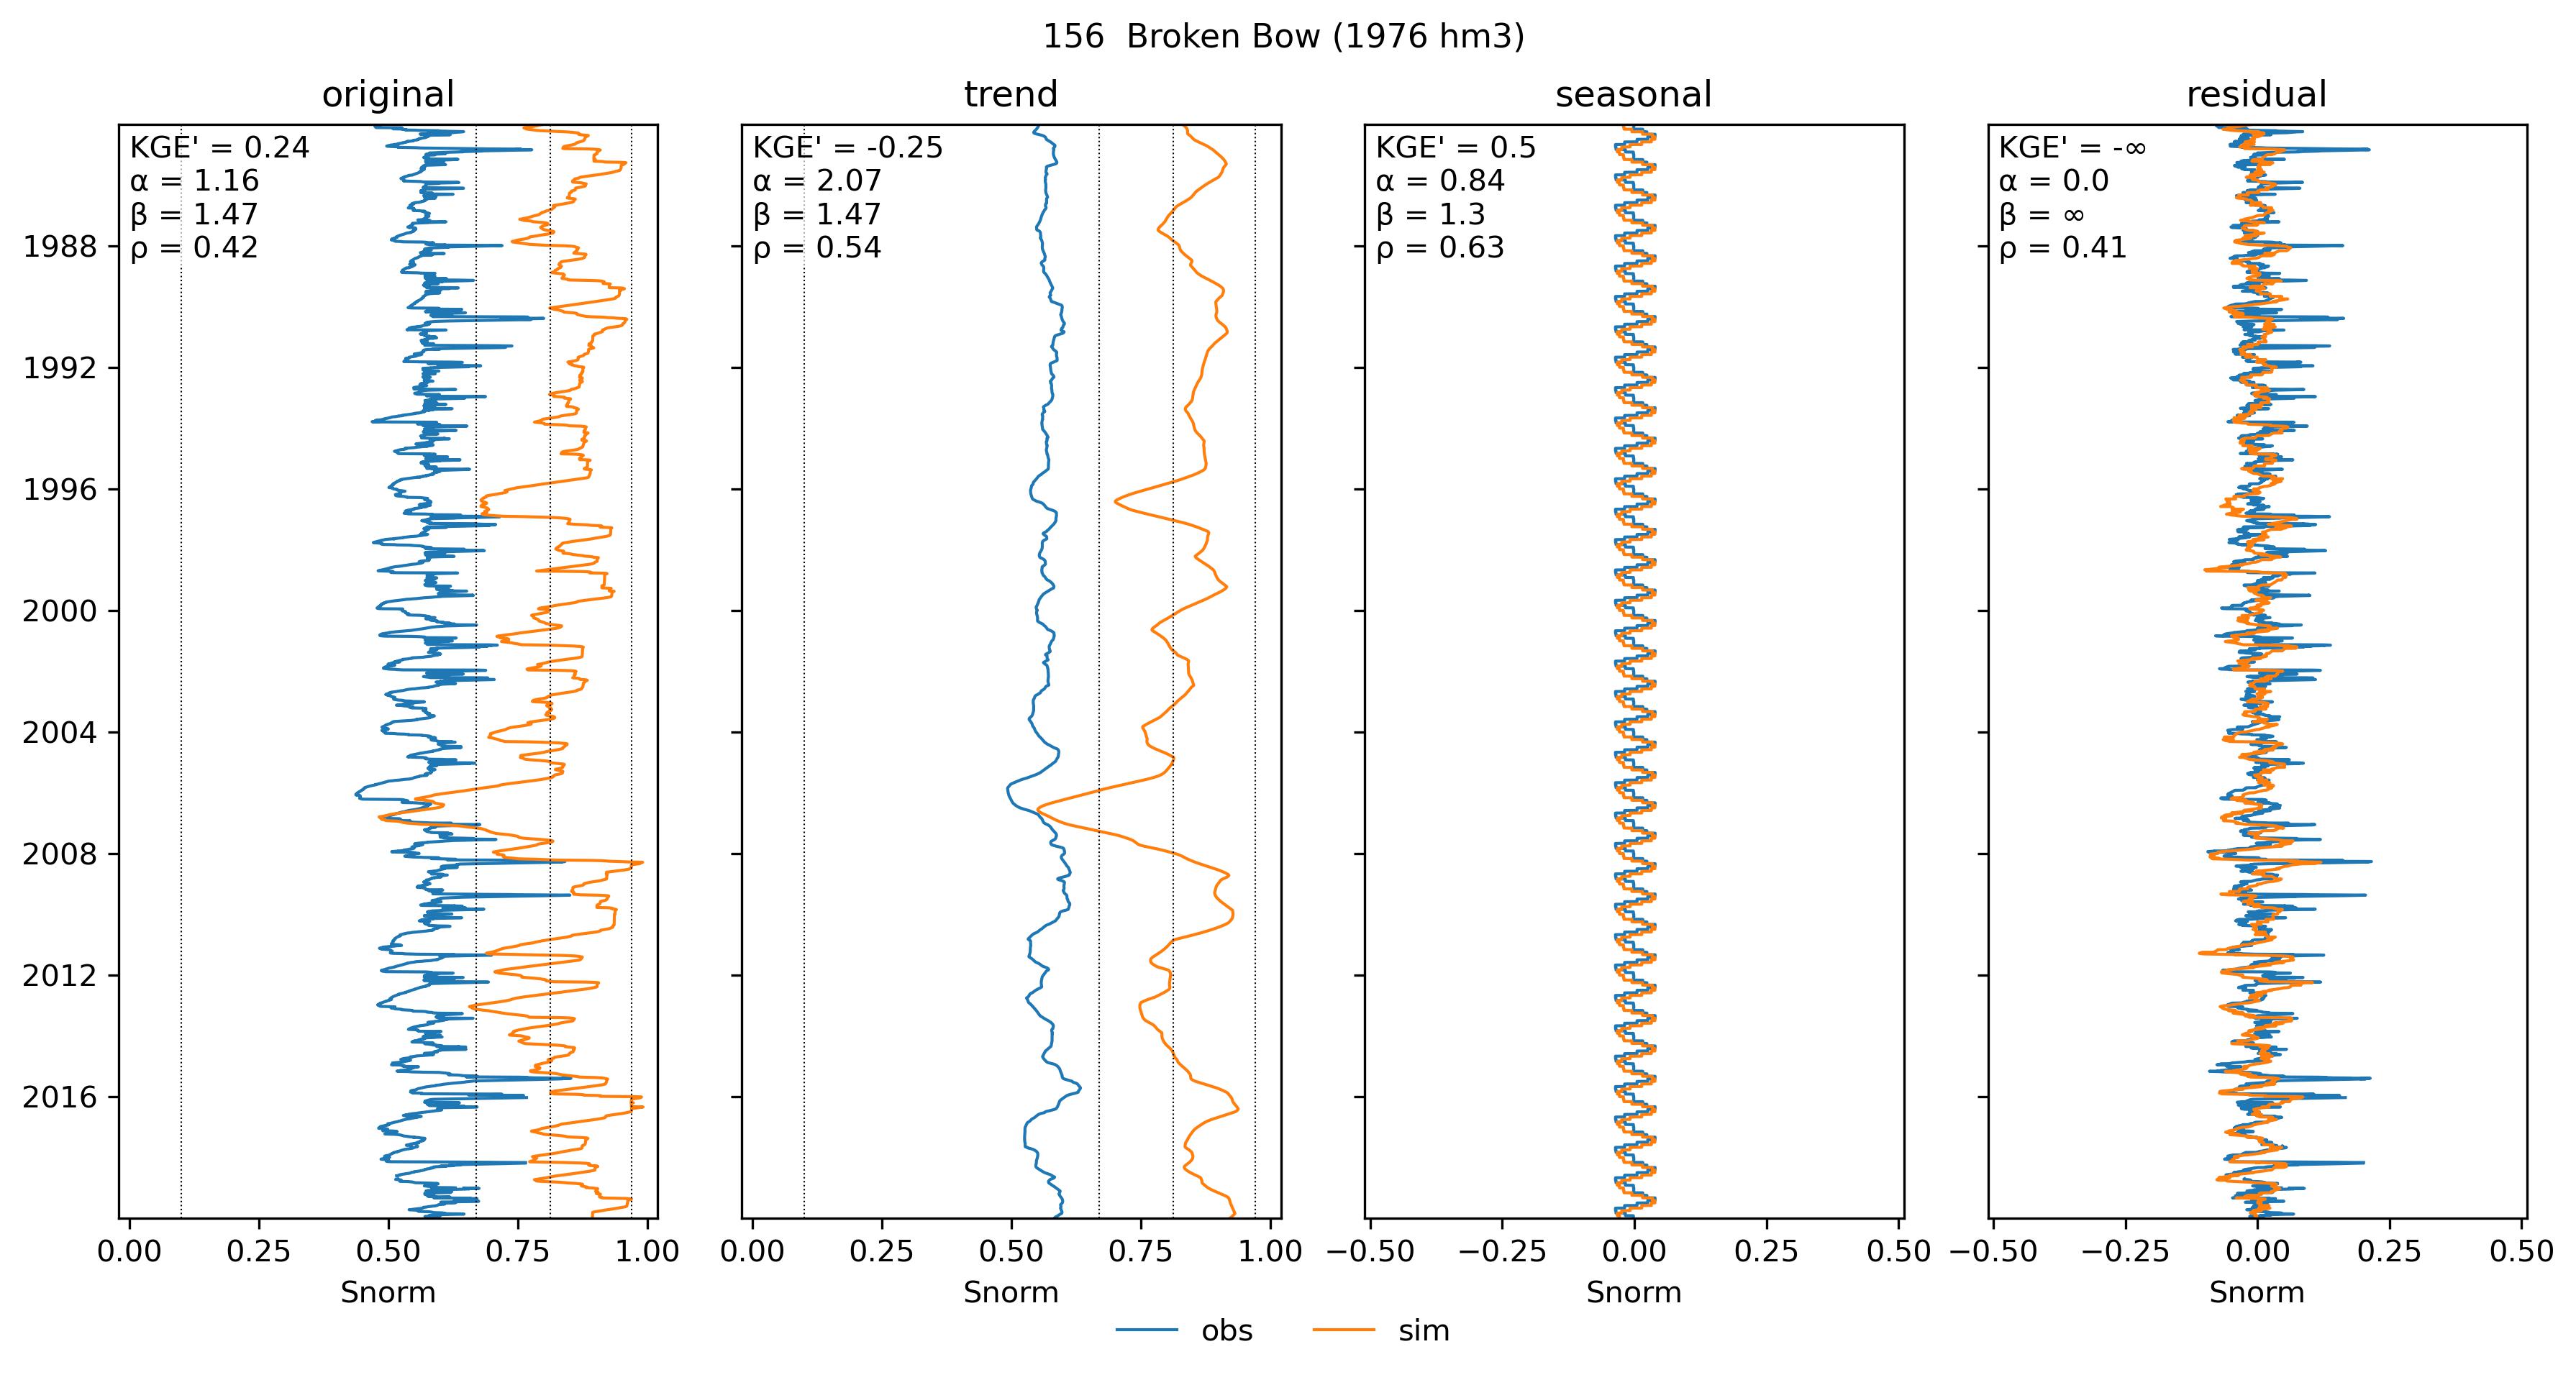 156  Broken Bow (1976 hm3)
original
trend
seasonal
residual
KGE' = 0.24
α = 1.16
β = 1.47
ρ = 0.42
KGE' = -0.25
α = 2.07
β = 1.47
ρ = 0.54
KGE' = 0.5
α = 0.84
β = 1.3
ρ = 0.63
KGE' = -∞
α = 0.0
β = ∞
ρ = 0.41
1988
1992
1996
2000
2004
2008
2012
2016
0.00 0.25 0.50 0.75 1.00
0.00 0.25 0.50 0.75 1.00
−0.50 −0.25 0.00 0.25 0.50
−0.50 −0.25 0.00 0.25 0.50
Snorm
Snorm
Snorm
Snorm
obs
sim